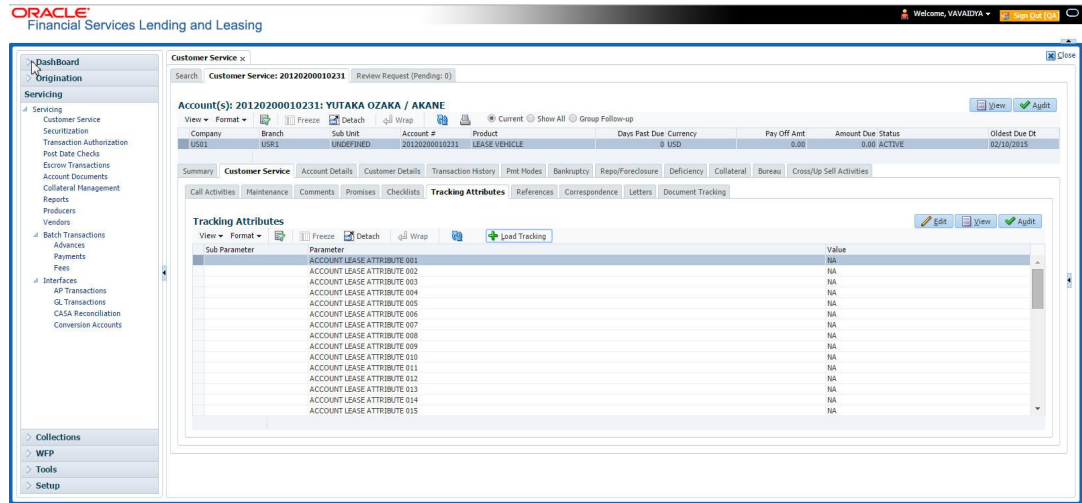 ORACLE®
Financial Services Lending and Leasing
Welcome, VAVAIDYA
Sign Out [QA]
Close
DashBoard
Origination
Servicing
Servicing
Customer Service
Securitization
Transaction Authorization
Post Date Checks
Escrow Transactions
Account Documents
Collateral Management
Reports
Producers
Vendors
Batch Transactions
Advances
Payments
Fees
Interfaces
AP Transactions
GL Transactions
CASA Reconciliation
Conversion Accounts
Collections
WFP
Tools
Setup
Customer Service x
Search Customer Service: 20120200010231 Review Request (Pending: 0)
Account(s): 20120200010231: YUTAKA OZAKA / AKANE
View Audit
View Format Freeze Detach Wrap Current Show All Group Follow-up
Company Branch Sub Unit Account # Product Days Past Due Currency Pay Off Amt Amount Due Status Oldest Due Dt
US01 USR1 UNDEFINED 20120200010231 LEASE VEHICLE 0 USD 0.00 0.00 ACTIVE 02/10/2015
Summary Customer Service Account Details Customer Details Transaction History Pmt Modes Bankruptcy Repo/Foreclosure Deficiency Collateral Bureau Cross/Up Sell Activities
Call Activities Maintenance Comments Promises Checklists Tracking Attributes References Correspondence Letters Document Tracking
Tracking Attributes
Edit View Audit
View Format Freeze Detach Wrap Load Tracking
Sub Parameter Parameter Value
ACCOUNT LEASE ATTRIBUTE 001 NA
ACCOUNT LEASE ATTRIBUTE 002 NA
ACCOUNT LEASE ATTRIBUTE 003 NA
ACCOUNT LEASE ATTRIBUTE 004 NA
ACCOUNT LEASE ATTRIBUTE 005 NA
ACCOUNT LEASE ATTRIBUTE 006 NA
ACCOUNT LEASE ATTRIBUTE 007 NA
ACCOUNT LEASE ATTRIBUTE 008 NA
ACCOUNT LEASE ATTRIBUTE 009 NA
ACCOUNT LEASE ATTRIBUTE 010 NA
ACCOUNT LEASE ATTRIBUTE 011 NA
ACCOUNT LEASE ATTRIBUTE 012 NA
ACCOUNT LEASE ATTRIBUTE 013 NA
ACCOUNT LEASE ATTRIBUTE 014 NA
ACCOUNT LEASE ATTRIBUTE 015 NA